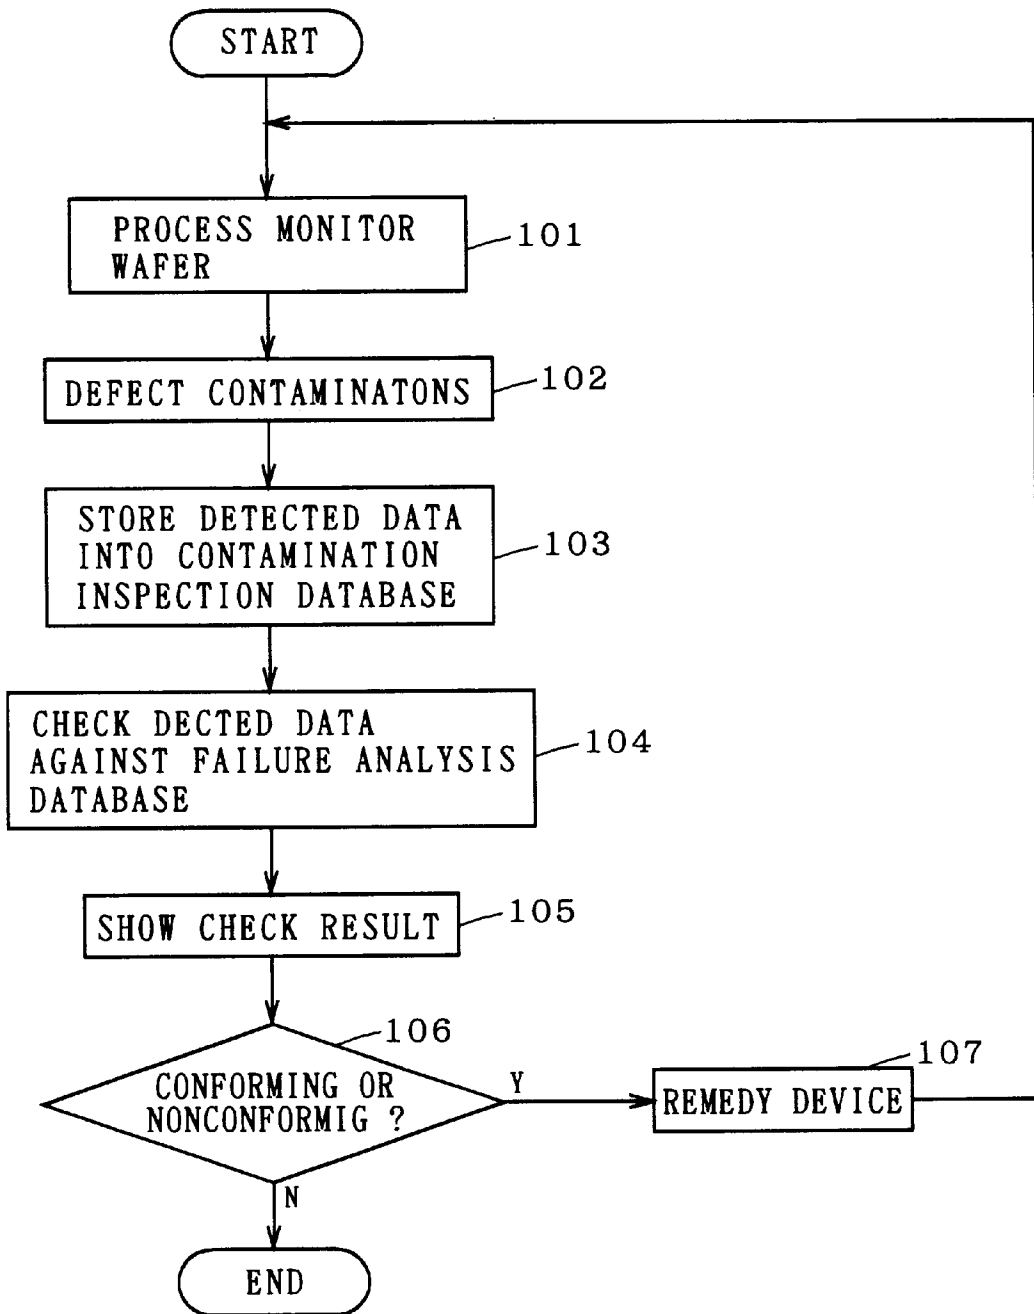 START
PROCESS MONITOR
WAFER
101
DEFECT CONTAMINATONS
102
STORE DETECTED DATA
INTO CONTAMINATION
INSPECTION DATABASE
103
CHECK DECTED DATA
AGAINST FAILURE ANALYSIS
DATABASE
104
SHOW CHECK RESULT
105
106
CONFORMING OR
NONCONFORMIG ?
Y
107
REMEDY DEVICE
N
END